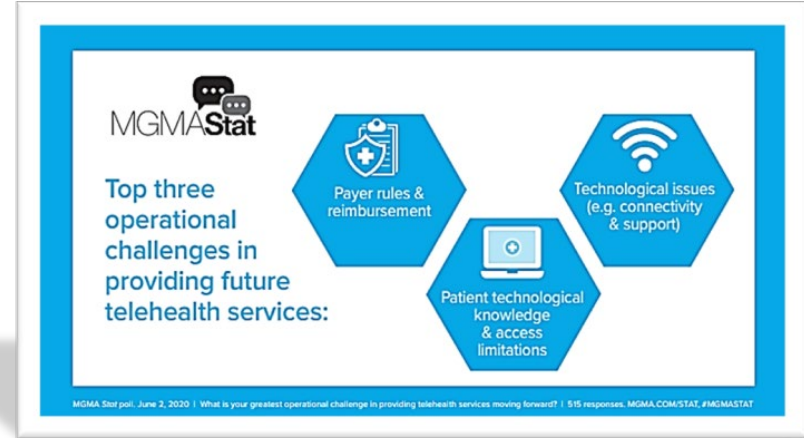 MGMAStat
Top three
operational
challenges in
providing future
telehealth services:
Payer rules &
reimbursement
Patient technological
knowledge
& access
limitations
Technological issues
(e.g. connectivity
& support)
MGMA Stat poll. June 2, 2020 | What is your greatest operational challenge in providing telehealth services moving forward? | 515 responses. MGMA.COM/STAT, #MGMASTAT